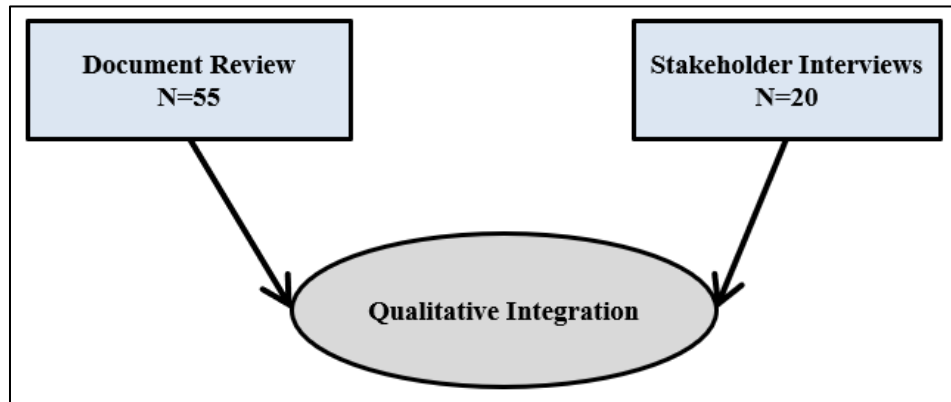 Document Review
N=55
Stakeholder Interviews
N=20
Qualitative Integration